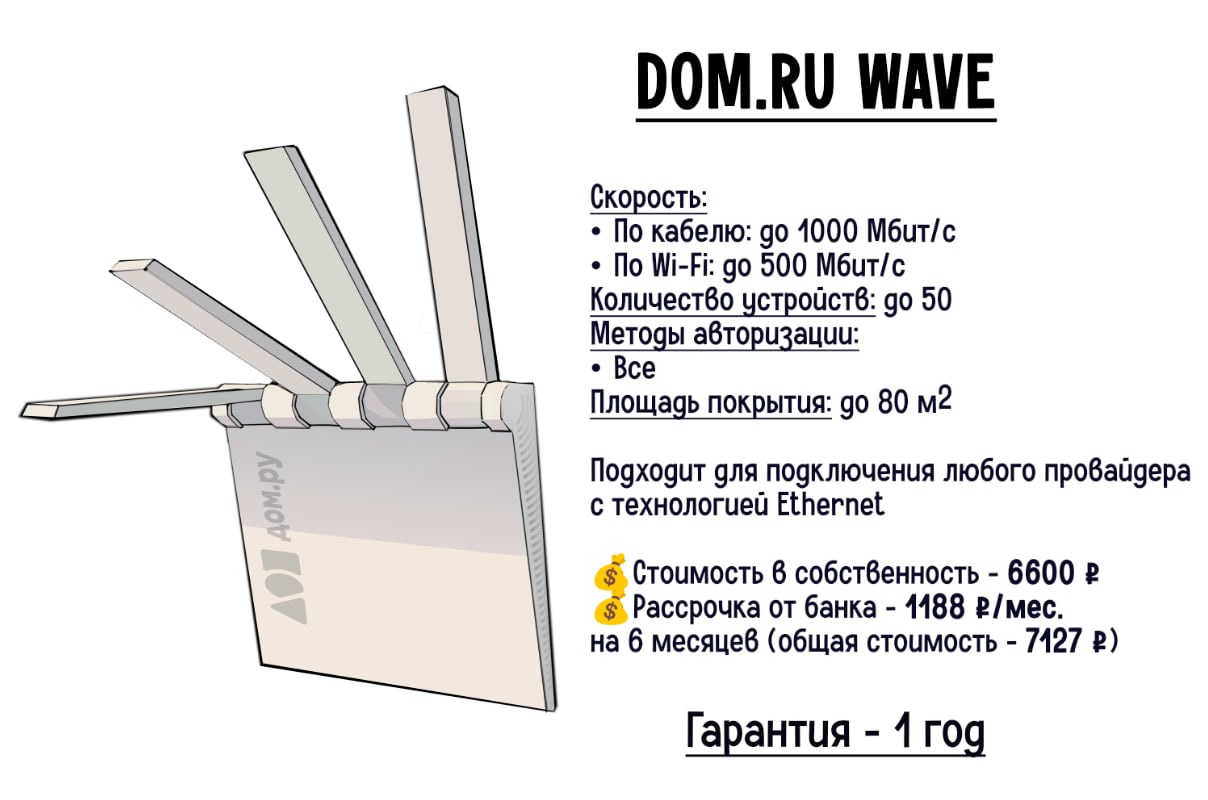 DOM.RU WAVE
Скорость:
• По кабелю: до 1000 Мбит/с
• По Wi-Fi: до 500 Мбит/с
Количество устройств: до 50
Методы авторизации:
• Все
Площадь покрытия: до 80 м2
Подходит для подключения любого провайдера
с технологией Ethernet
💰Стоимость в собственность - 6600 ₽
💰Рассрочка от банка - 1188 ₽/мес.
на 6 месяцев (общая стоимость - 7127 ₽)
Гарантия - 1 год
дом.ру